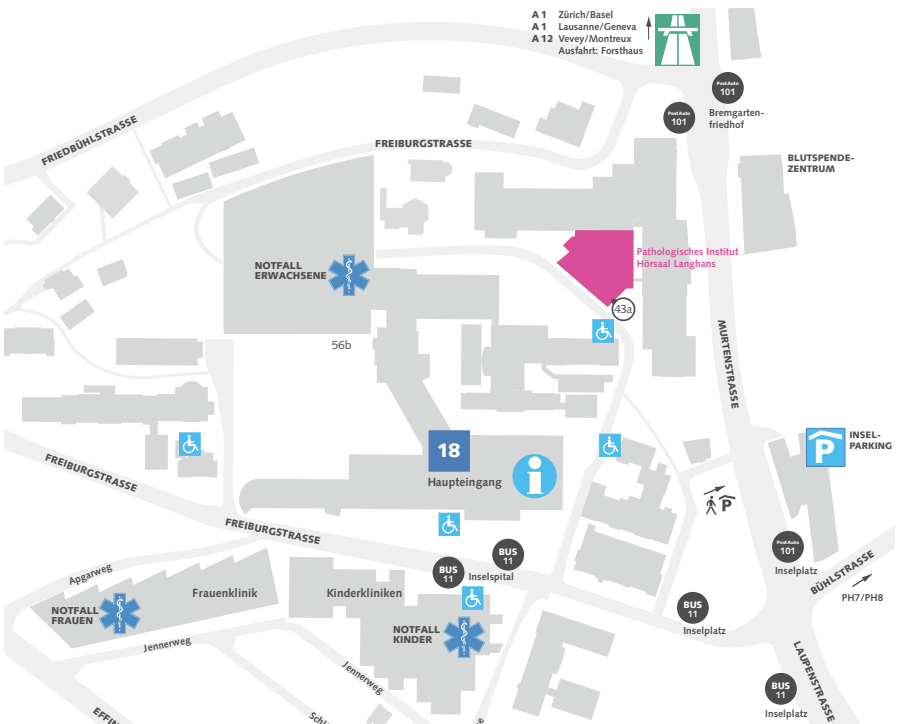 A 1 Zürich/Basel
A 1 Lausanne/Geneva
A 12 Vevey/Montreux
Ausfahrt: Forsthaus
PostAuto
101
Bremgarten-
friedhof
PostAuto
101
FRIEDBÜHLSTRASSE
FREIBURGSTRASSE
BLUTSPENDE-
ZENTRUM
Pathologisches Institut
Hörsaal Langhans
NOTFALL
ERWACHSENE
43a
56b
MURTENSTRASSE
18
Haupteingang
i
P
INSEL-
PARKING
FREIBURGSTRASSE
P
FREIBURGSTRASSE
BUS
11
BUS
11
Inselspital
PostAuto
101
Inselplatz
BÜHLSTRASSE
PH7/PH8
Apgarweg
Frauenklinik
Kinderkliniken
NOTFALL
FRAUEN
NOTFALL
KINDER
BUS
11
Inselplatz
Jennerweg
Jennerweg
LAUPENSTRASSE
BUS
11
Inselplatz